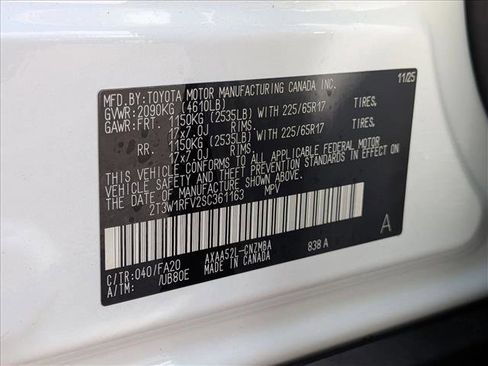 MFD.BY:TOYOTA MOTOR MANUFACTURING CANADA INC. 11/25
GVWR:2090KG (4610LB)
GAWR:FRT. 1150KG (2535LB) WITH 225/65R17 TIRES,
17x7.0J RIMS,
RR. 1150KG (2535LB) WITH 225/65R17 TIRES,
17x7.0J RIMS,
THIS VEHICLE CONFORMS TO ALL APPLICABLE FEDERAL MOTOR
VEHICLE SAFETY AND THEFT PREVENTION STANDARDS IN EFFECT ON
THE DATE OF MANUFACTURE SHOWN ABOVE.
2T3W1RFV2SC361163 MPV
C/TR:040/FA20 AXAA52L-CNZMBA 838A A
A/TM: /UB80E MADE IN CANADA